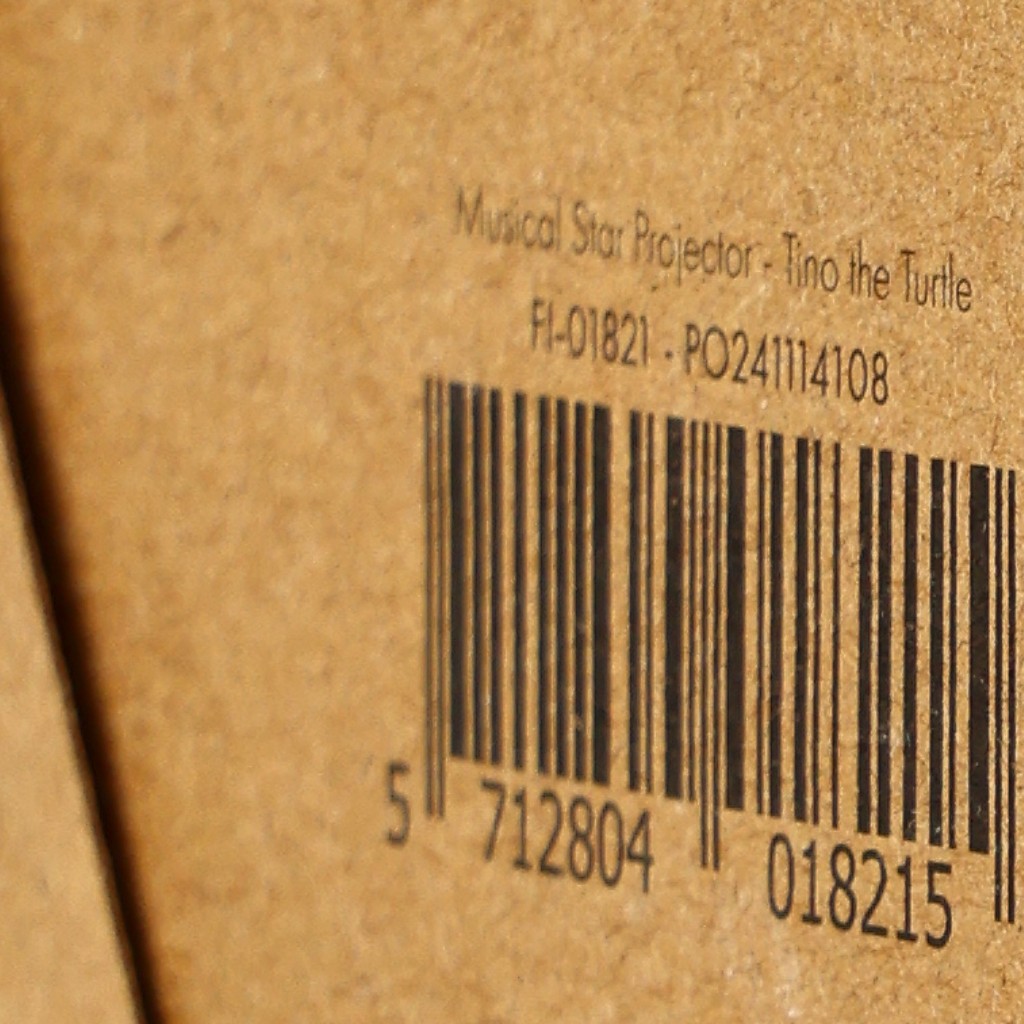 Musical Star Projector - Tino the Turtle
FI-01821 - PO241114108
5 712804 018215